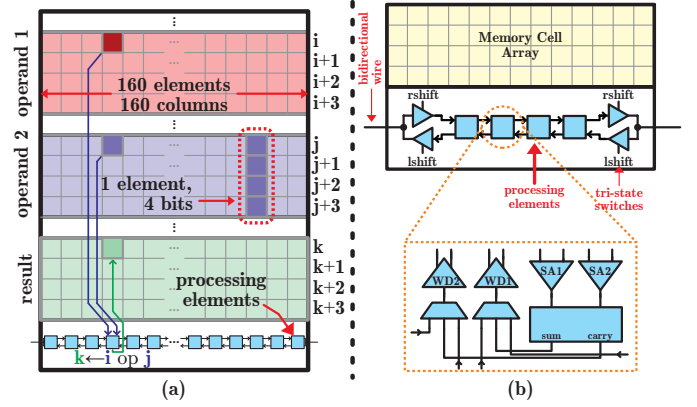 operand 1
i
i+1
i+2
i+3
160 elements
160 columns
operand 2
j
j+1
j+2
j+3
1 element,
4 bits
result
k
k+1
k+2
k+3
processing
elements
k ← i op j
(a)
Memory Cell
Array
bidirectional
wire
rshift
rshift
lshift
lshift
processing
elements
tri-state
switches
WD2
WD1
SA1
SA2
sum
carry
(b)